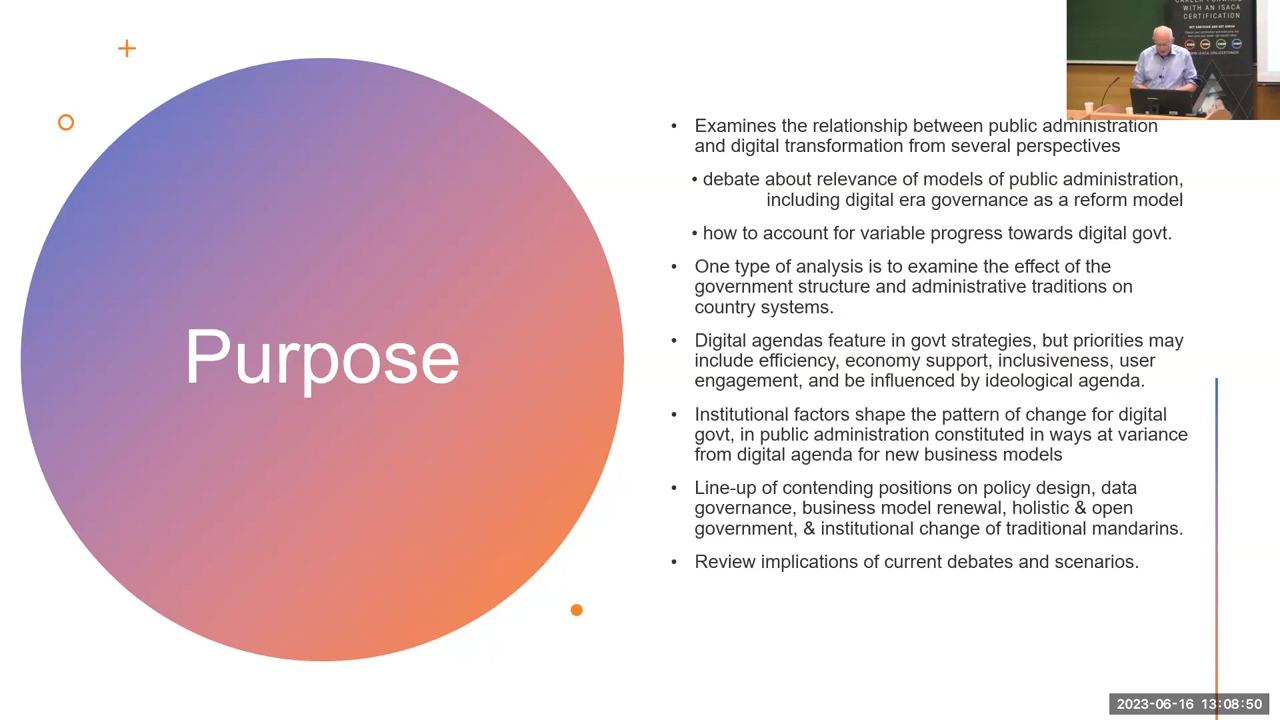 CAREER FORWARD
WITH AN ISACA
CERTIFICATION
Purpose
• Examines the relationship between public administration
and digital transformation from several perspectives
• debate about relevance of models of public administration,
including digital era governance as a reform model
• how to account for variable progress towards digital govt.
• One type of analysis is to examine the effect of the
government structure and administrative traditions on
country systems.
• Digital agendas feature in govt strategies, but priorities may
include efficiency, economy support, inclusiveness, user
engagement, and be influenced by ideological agenda.
• Institutional factors shape the pattern of change for digital
govt, in public administration constituted in ways at variance
from digital agenda for new business models
• Line-up of contending positions on policy design, data
governance, business model renewal, holistic & open
government, & institutional change of traditional mandarins.
• Review implications of current debates and scenarios.
2023-06-16 13:08:50